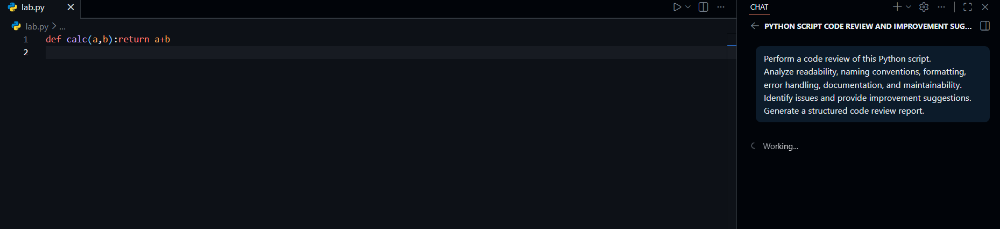 lab.py
CHAT
lab.py > ...
PYTHON SCRIPT CODE REVIEW AND IMPROVEMENT SUG...
1 def calc(a,b):return a+b
2
Perform a code review of this Python script.
Analyze readability, naming conventions, formatting,
error handling, documentation, and maintainability.
Identify issues and provide improvement suggestions.
Generate a structured code review report.
Working...